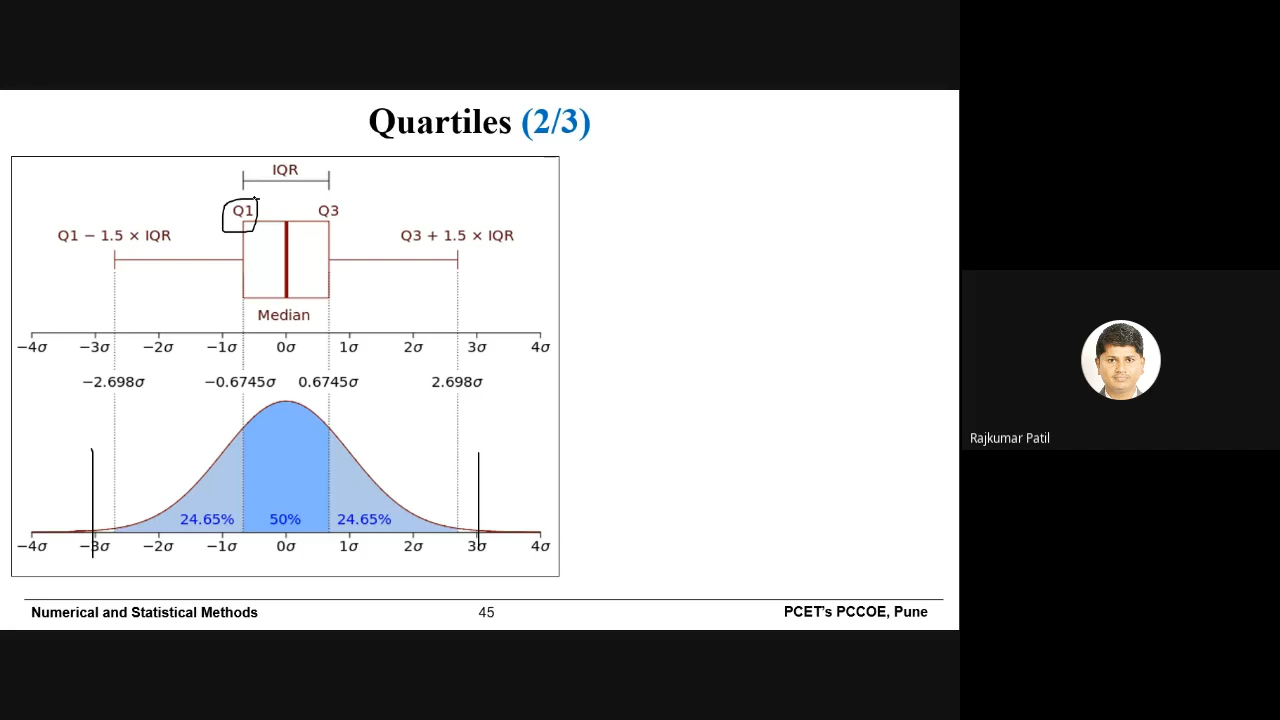 Quartiles (2/3)
IQR
Q1 Q3
Q1 − 1.5 × IQR Q3 + 1.5 × IQR
Median
−4σ −3σ −2σ −1σ 0σ 1σ 2σ 3σ 4σ
−2.698σ −0.6745σ 0.6745σ 2.698σ
24.65% 50% 24.65%
−4σ −3σ −2σ −1σ 0σ 1σ 2σ 3σ 4σ
Numerical and Statistical Methods 45 PCET's PCCOE, Pune
Rajkumar Patil